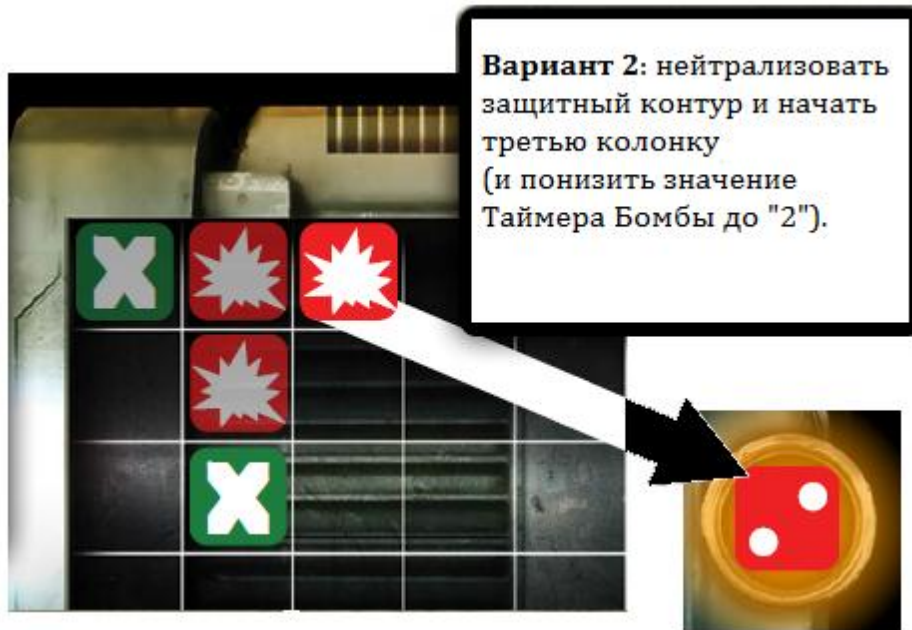 Вариант 2: нейтрализовать
защитный контур и начать
третью колонку
(и понизить значение
Таймера Бомбы до "2").